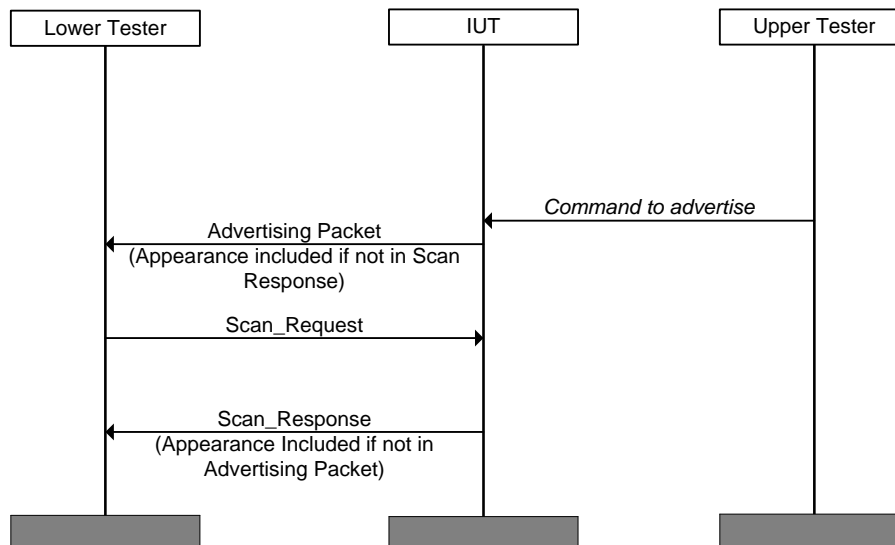 Lower Tester
IUT
Upper Tester
Command to advertise
Advertising Packet
(Appearance included if not in Scan
Response)
Scan_Request
Scan_Response
(Appearance Included if not in
Advertising Packet)